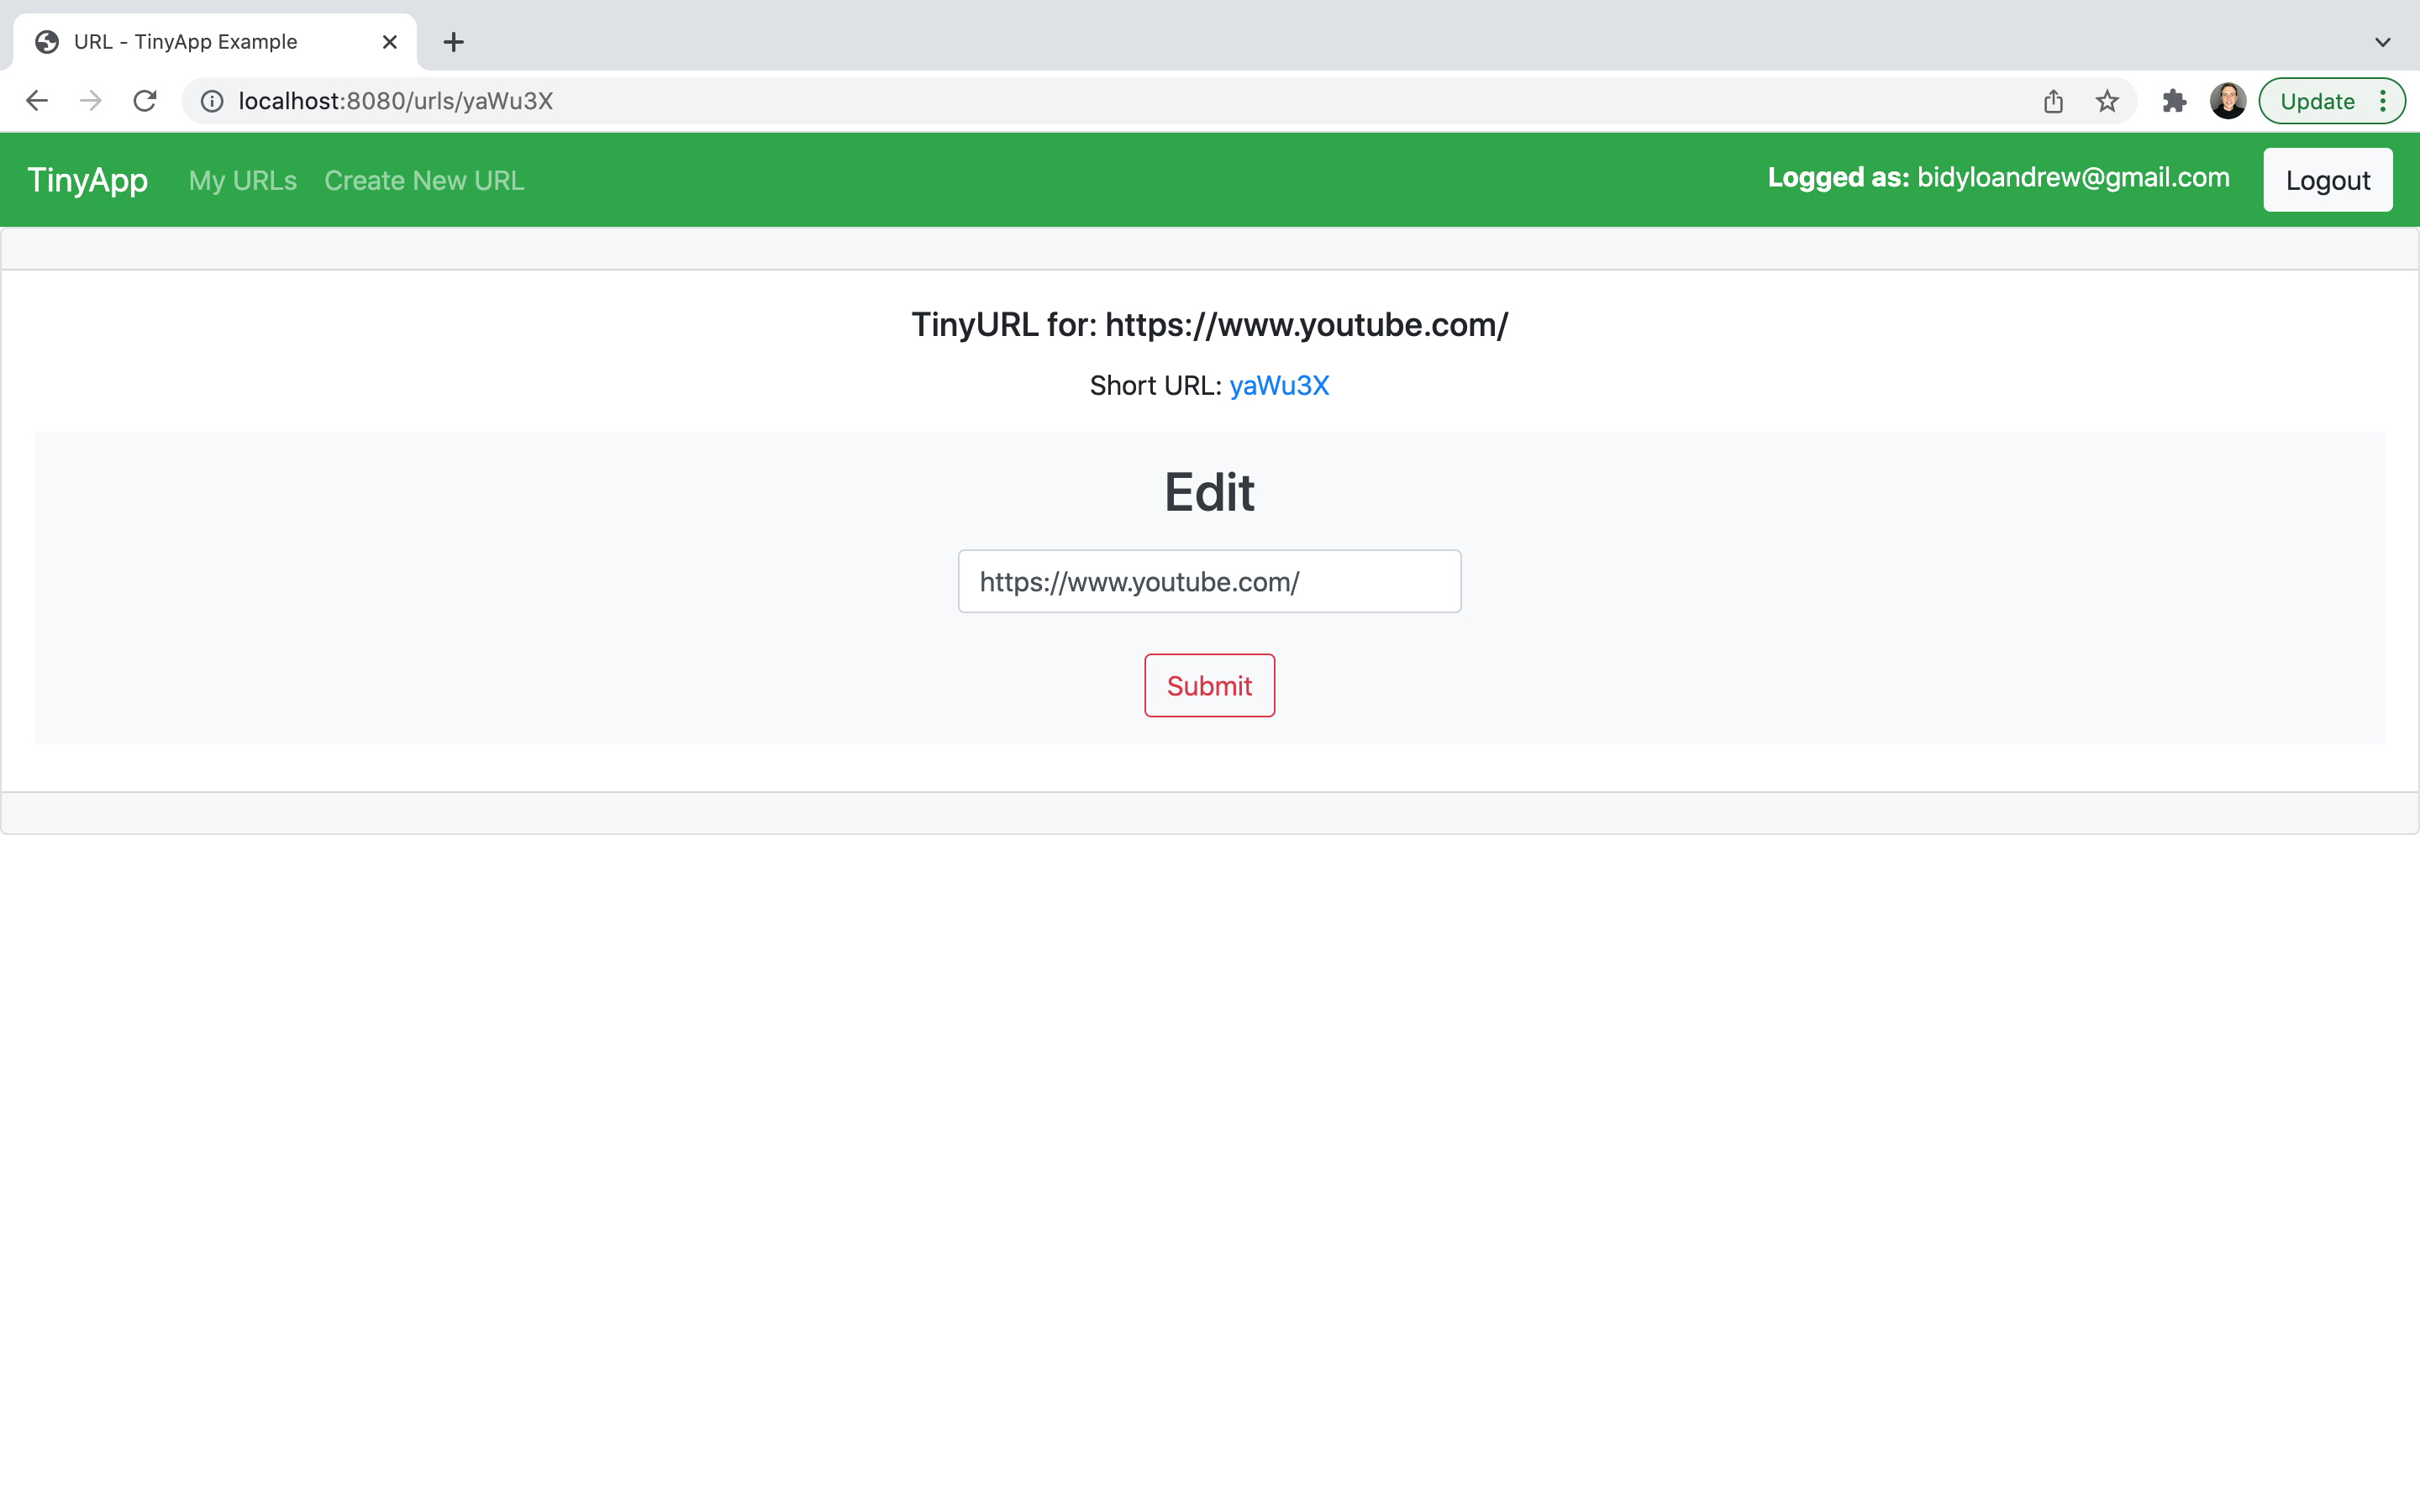 URL - TinyApp Example
localhost:8080/urls/yaWu3X
Update
TinyApp My URLs Create New URL Logged as: bidyloandrew@gmail.com Logout
TinyURL for: https://www.youtube.com/
Short URL: yaWu3X
Edit
https://www.youtube.com/
Submit